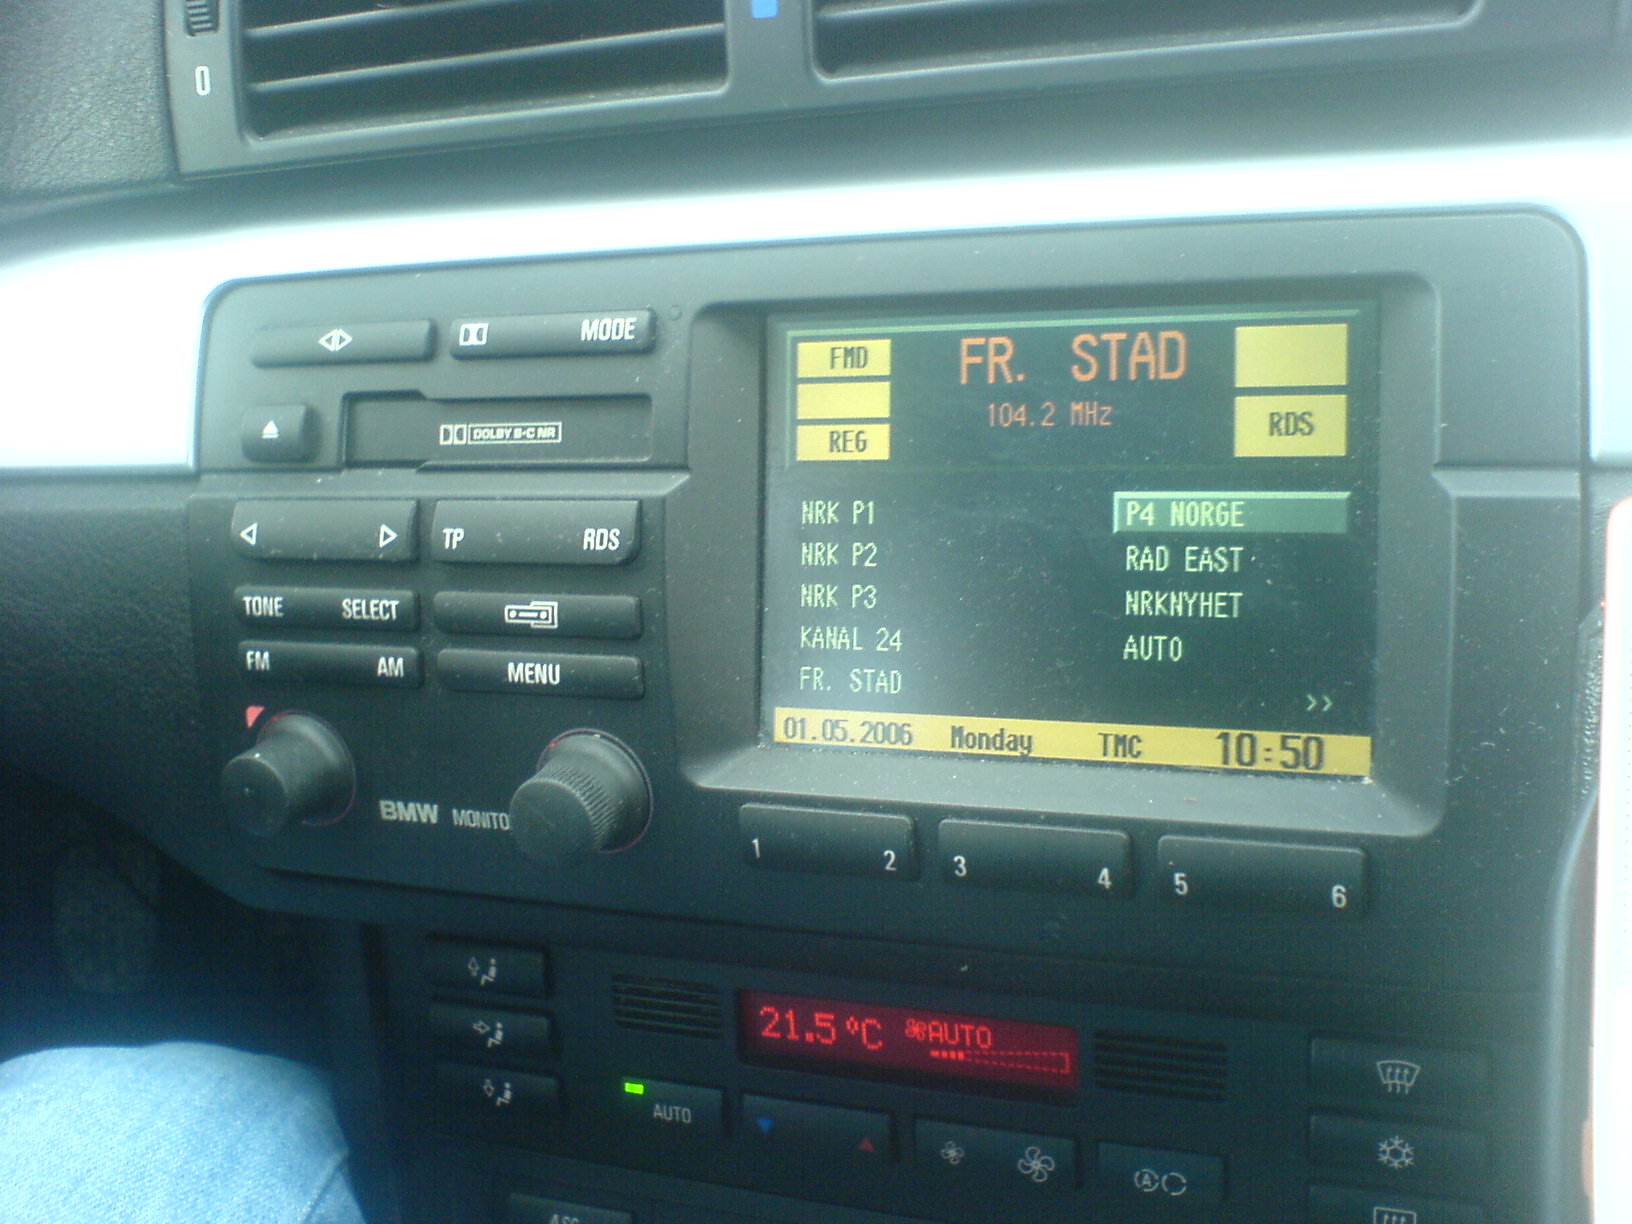 0
MODE
DOLBY B-C NR
TP RDS
TONE SELECT
FM AM
MENU
BMW MONITO
FMD
REG
FR. STAD
104.2 MHz
RDS
NRK P1 P4 NORGE
NRK P2 RAD EAST
NRK P3 NRKNYHET
KANAL 24 AUTO
FR. STAD >>
01.05.2006 Monday TMC 10:50
1 2 3 4 5 6
21.5 °C AUTO
AUTO
A